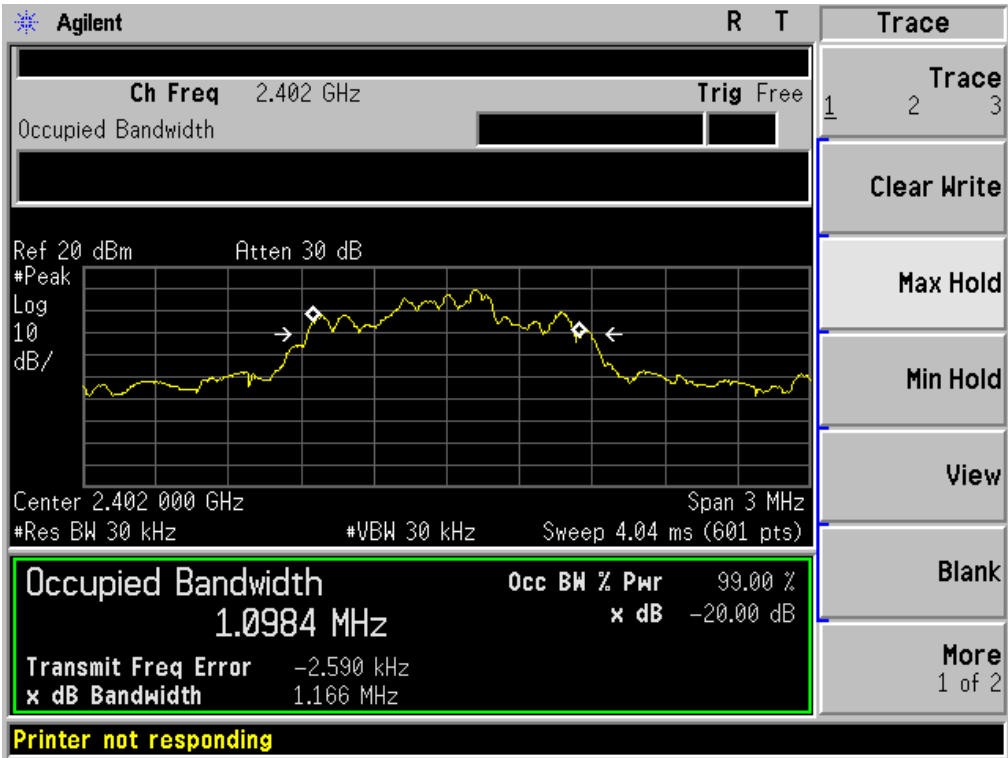 Agilent R T Trace
Ch Freq 2.402 GHz Trig Free
Occupied Bandwidth
Trace
1 2 3
Clear Write
Ref 20 dBm Atten 30 dB
#Peak
Log
10
dB/
Max Hold
Min Hold
View
Center 2.402 000 GHz Span 3 MHz
#Res BW 30 kHz #VBW 30 kHz Sweep 4.04 ms (601 pts)
Occupied Bandwidth Occ BW % Pwr 99.00 %
1.0984 MHz x dB -20.00 dB
Blank
Transmit Freq Error -2.590 kHz
x dB Bandwidth 1.166 MHz
More
1 of 2
Printer not responding